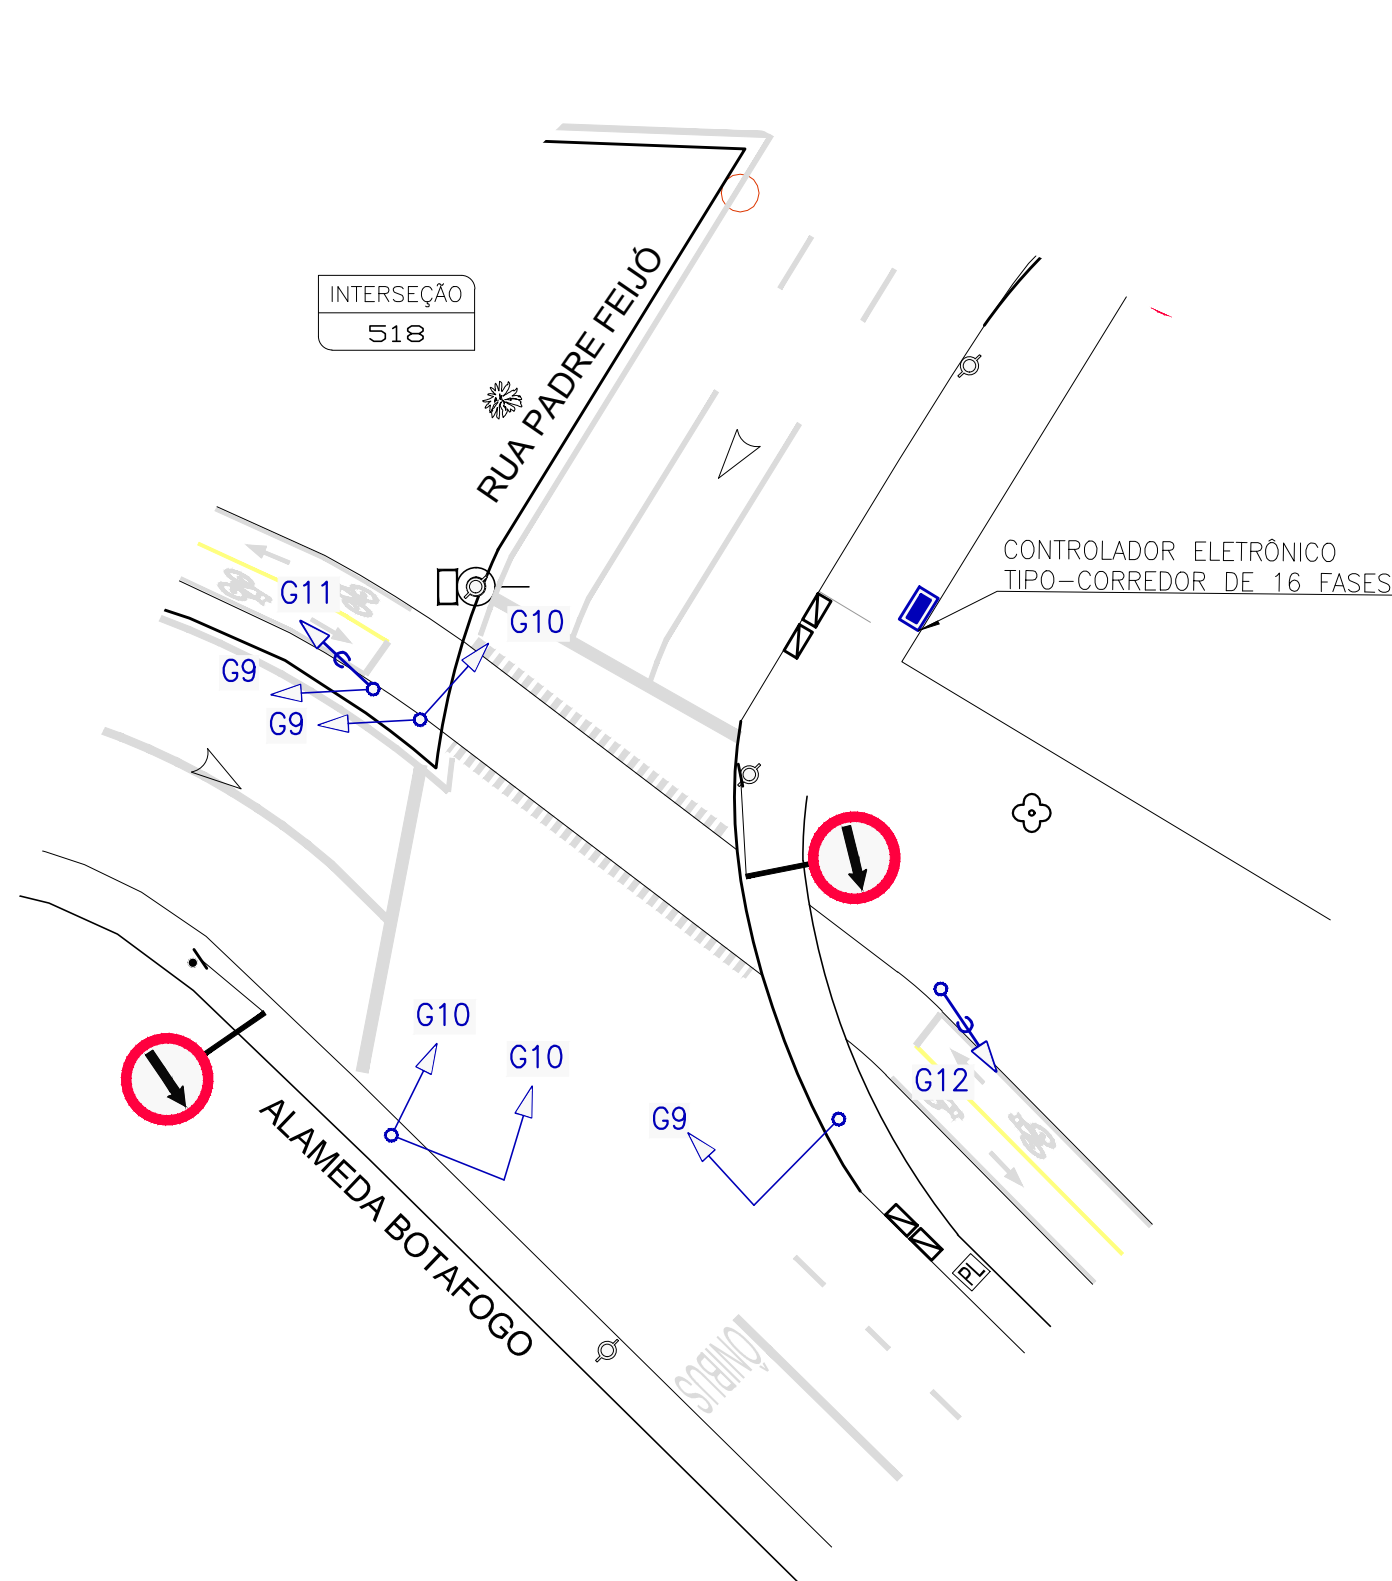 INTERSEÇÃO
518
RUA PADRE FEIJÓ
CONTROLADOR ELETRÔNICO
TIPO-CORREDOR DE 16 FASES
G11
G10
G9
G9
G10
G10
G12
G9
ALAMEDA BOTAFOGO
PL
ÔNIBUS